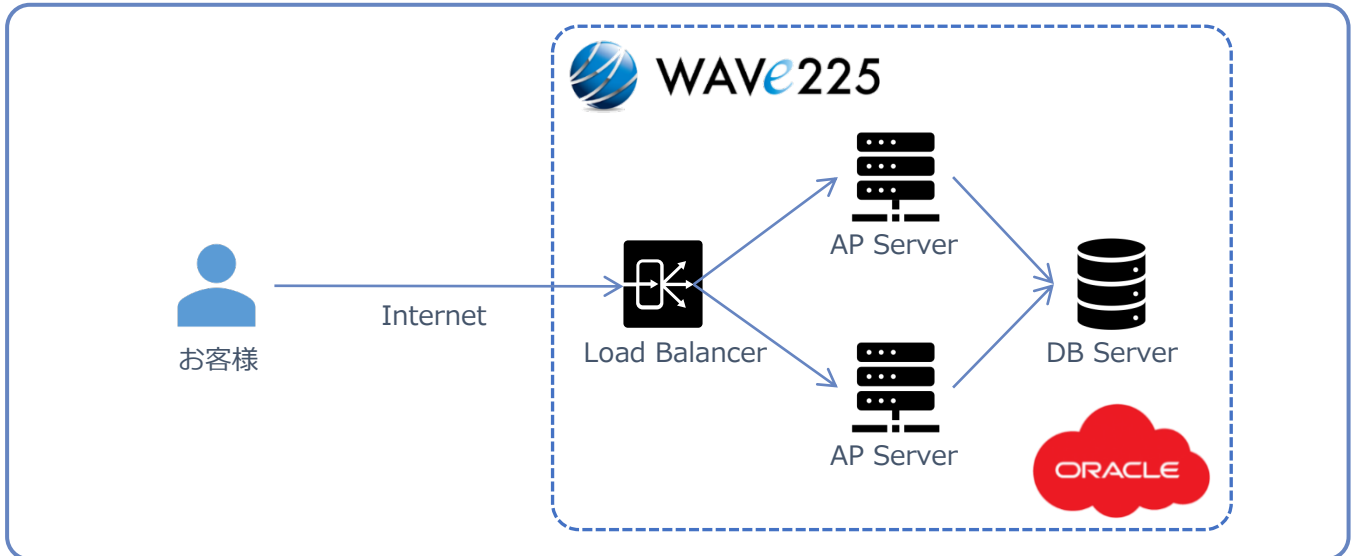 WAVe225
AP Server
お客様
Internet
Load Balancer
DB Server
AP Server
ORACLE